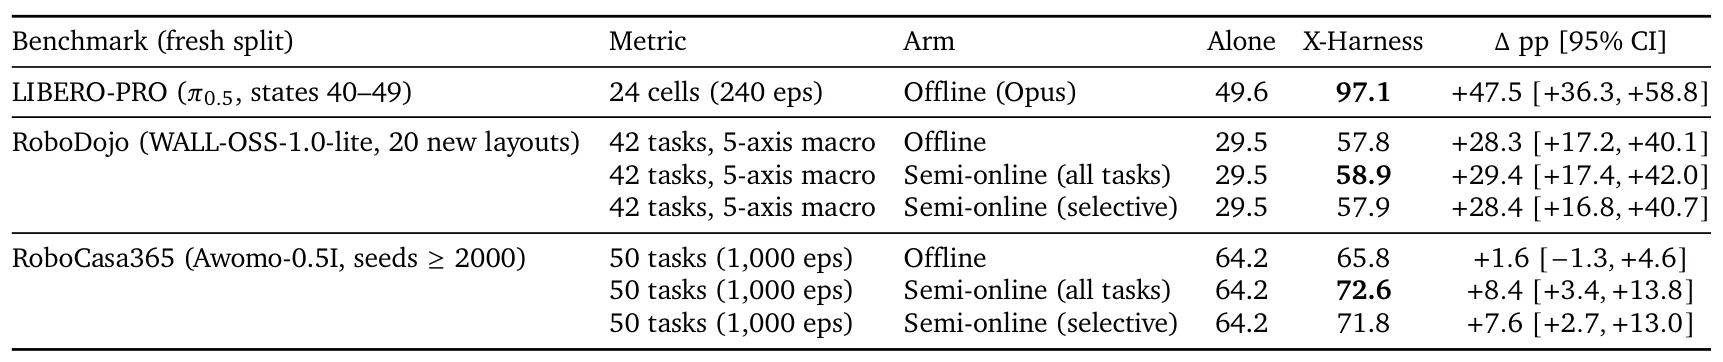 Benchmark (fresh split) Metric Arm Alone X-Harness Δ pp [95% CI]
LIBERO-PRO (π0.5, states 40–49) 24 cells (240 eps) Offline (Opus) 49.6 97.1 +47.5 [+36.3, +58.8]
RoboDojo (WALL-OSS-1.0-lite, 20 new layouts) 42 tasks, 5-axis macro Offline 29.5 57.8 +28.3 [+17.2, +40.1]
42 tasks, 5-axis macro Semi-online (all tasks) 29.5 58.9 +29.4 [+17.4, +42.0]
42 tasks, 5-axis macro Semi-online (selective) 29.5 57.9 +28.4 [+16.8, +40.7]
RoboCasa365 (Awomo-0.5I, seeds ≥ 2000) 50 tasks (1,000 eps) Offline 64.2 65.8 +1.6 [−1.3, +4.6]
50 tasks (1,000 eps) Semi-online (all tasks) 64.2 72.6 +8.4 [+3.4, +13.8]
50 tasks (1,000 eps) Semi-online (selective) 64.2 71.8 +7.6 [+2.7, +13.0]